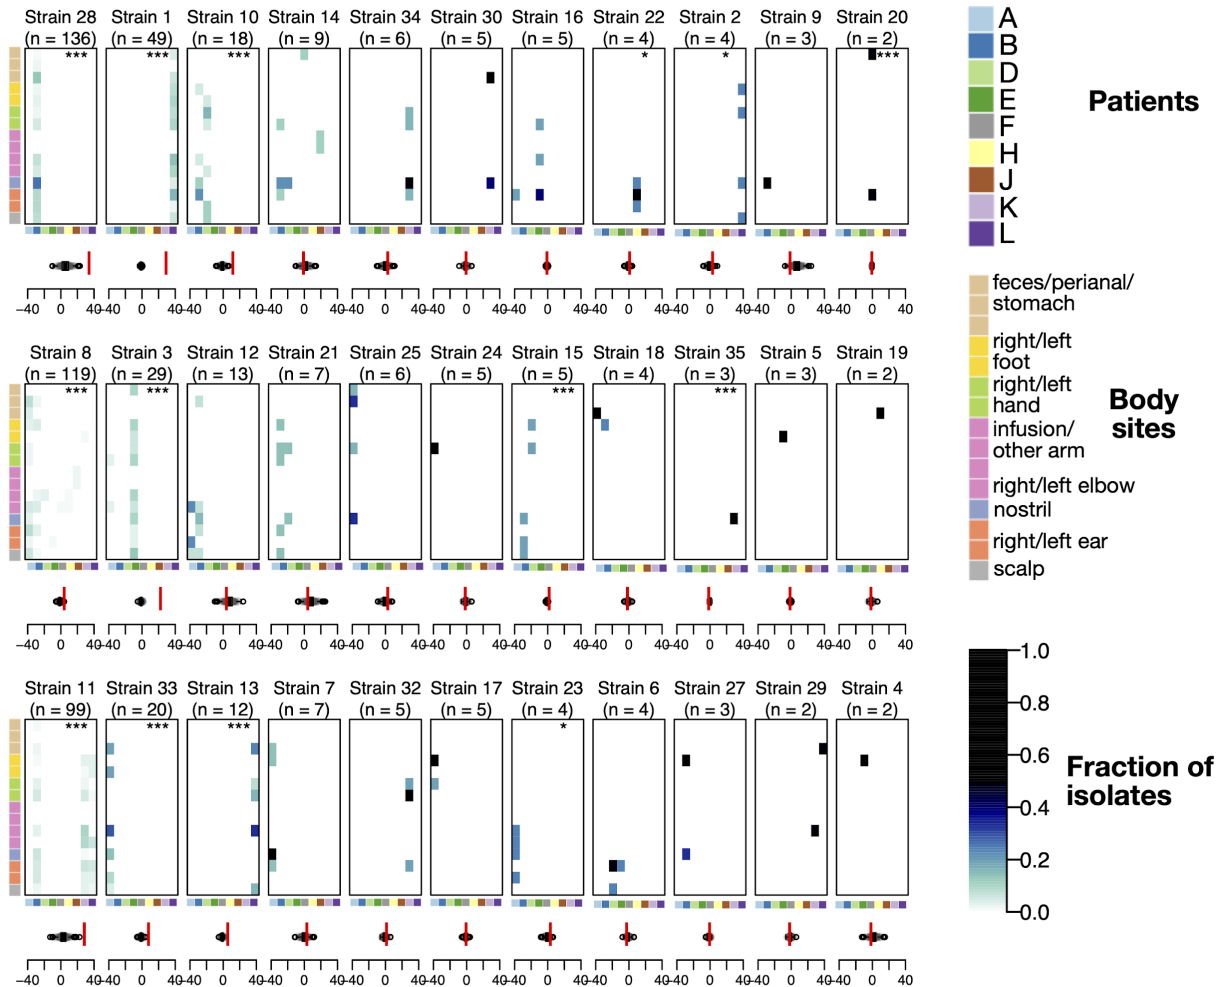 Strain 28 Strain 1 Strain 10 Strain 14 Strain 34 Strain 30 Strain 16 Strain 22 Strain 2 Strain 9 Strain 20
(n = 136) (n = 49) (n = 18) (n = 9) (n = 6) (n = 5) (n = 5) (n = 4) (n = 4) (n = 3) (n = 2)
*** *** *** * * ***
−40 0 40 −40 0 40 −40 0 40 −40 0 40 −40 0 40 −40 0 40 −40 0 40 −40 0 40 −40 0 40 −40 0 40 −40 0 40
Strain 8 Strain 3 Strain 12 Strain 21 Strain 25 Strain 24 Strain 15 Strain 18 Strain 35 Strain 5 Strain 19
(n = 119) (n = 29) (n = 13) (n = 7) (n = 6) (n = 5) (n = 5) (n = 4) (n = 3) (n = 3) (n = 2)
*** *** *** ***
−40 0 40 −40 0 40 −40 0 40 −40 0 40 −40 0 40 −40 0 40 −40 0 40 −40 0 40 −40 0 40 −40 0 40 −40 0 40
Strain 11 Strain 33 Strain 13 Strain 7 Strain 32 Strain 17 Strain 23 Strain 6 Strain 27 Strain 29 Strain 4
(n = 99) (n = 20) (n = 12) (n = 7) (n = 5) (n = 5) (n = 4) (n = 4) (n = 3) (n = 2) (n = 2)
*** *** *** *
−40 0 40 −40 0 40 −40 0 40 −40 0 40 −40 0 40 −40 0 40 −40 0 40 −40 0 40 −40 0 40 −40 0 40 −40 0 40
A
B
D
E
F
H
J
K
L
Patients
feces/perianal/
stomach
right/left
foot
right/left
hand
infusion/
other arm
right/left elbow
nostril
right/left ear
scalp
Body
sites
1.0
0.8
0.6
0.4
0.2
0.0
Fraction of
isolates